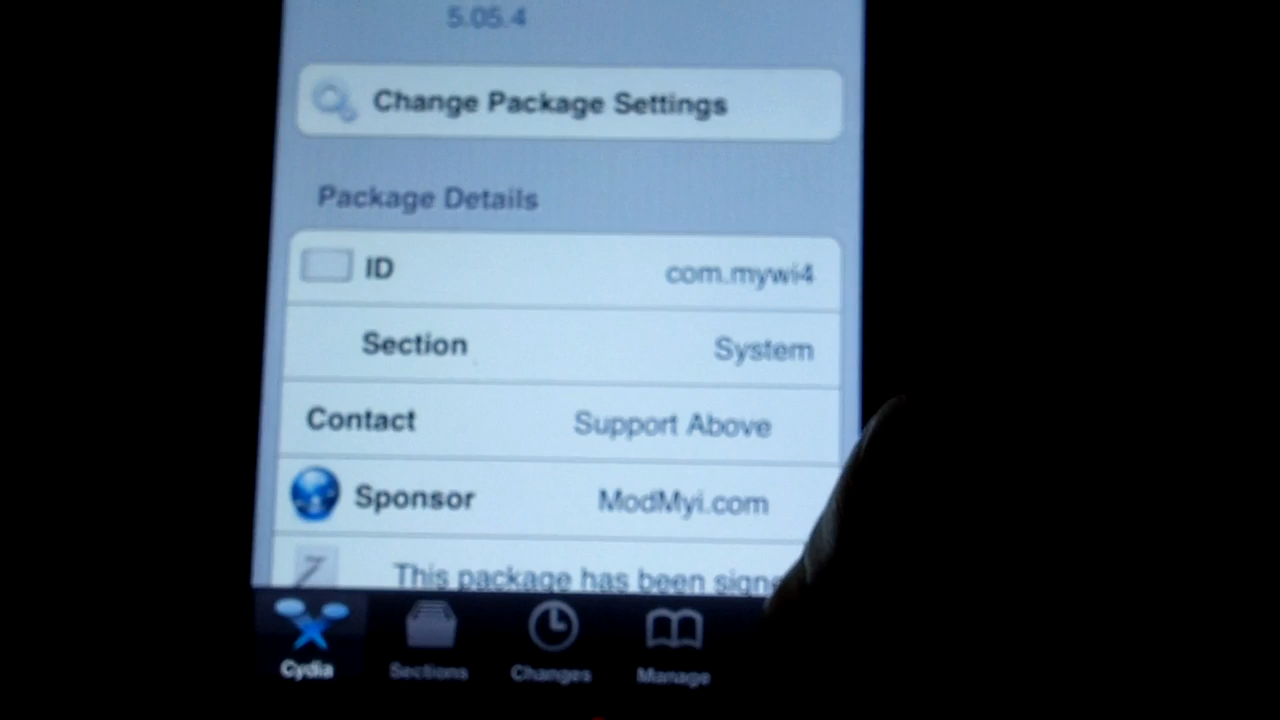 5.05.4
Change Package Settings
Package Details
ID com.mywi4
Section System
Contact Support Above
Sponsor ModMyi.com
This package has been signe
Cydia Sections Changes Manage